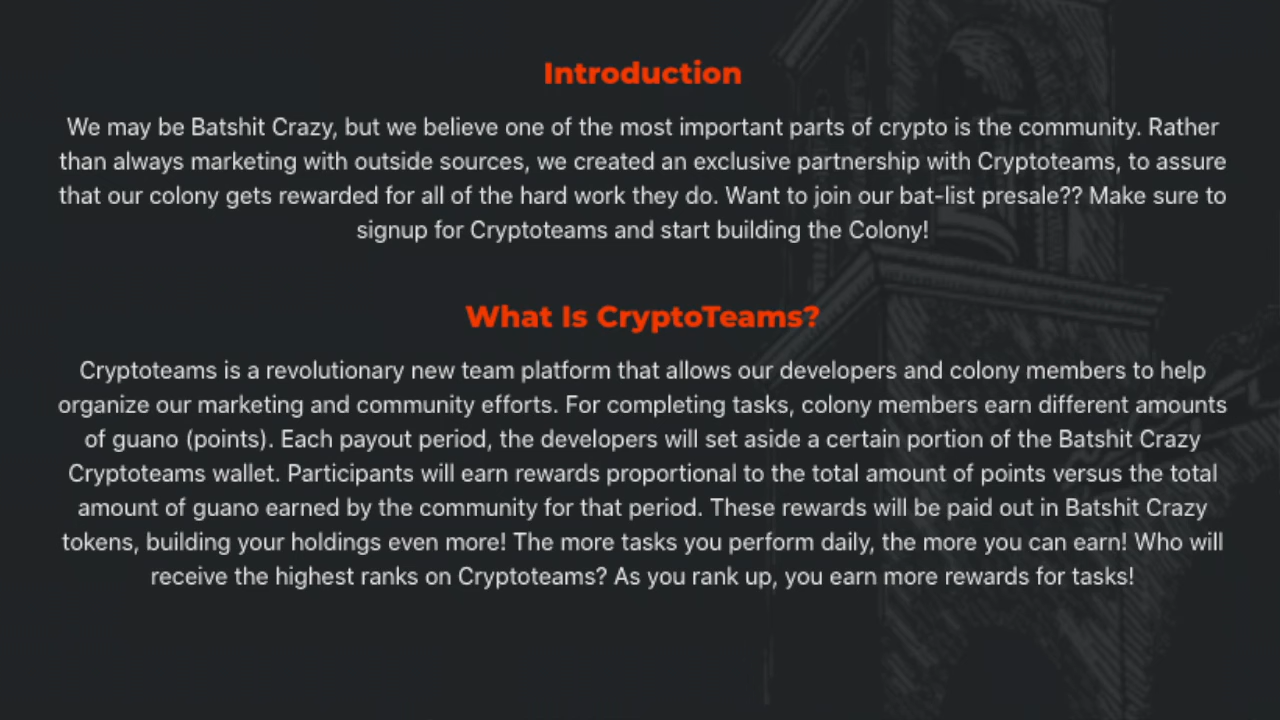 Introduction
We may be Batshit Crazy, but we believe one of the most important parts of crypto is the community. Rather
than always marketing with outside sources, we created an exclusive partnership with Cryptoteams, to assure
that our colony gets rewarded for all of the hard work they do. Want to join our bat-list presale?? Make sure to
signup for Cryptoteams and start building the Colony!
What Is CryptoTeams?
Cryptoteams is a revolutionary new team platform that allows our developers and colony members to help
organize our marketing and community efforts. For completing tasks, colony members earn different amounts
of guano (points). Each payout period, the developers will set aside a certain portion of the Batshit Crazy
Cryptoteams wallet. Participants will earn rewards proportional to the total amount of points versus the total
amount of guano earned by the community for that period. These rewards will be paid out in Batshit Crazy
tokens, building your holdings even more! The more tasks you perform daily, the more you can earn! Who will
receive the highest ranks on Cryptoteams? As you rank up, you earn more rewards for tasks!